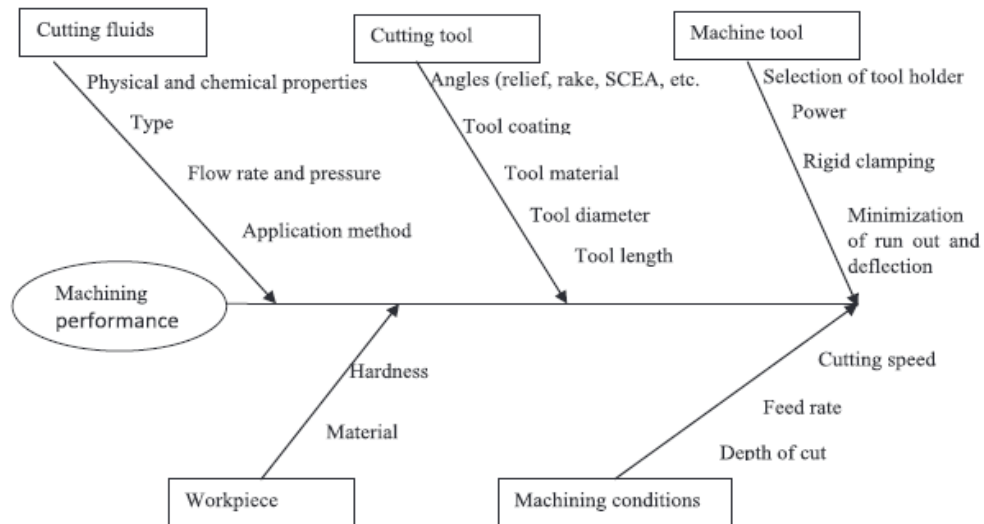 Cutting fluids
Cutting tool
Machine tool
Physical and chemical properties
Type
Flow rate and pressure
Application method
Angles (relief, rake, SCEA, etc.
Tool coating
Tool material
Tool diameter
Tool length
Selection of tool holder
Power
Rigid clamping
Minimization
of run out and
deflection
Machining
performance
Hardness
Material
Cutting speed
Feed rate
Depth of cut
Workpiece
Machining conditions